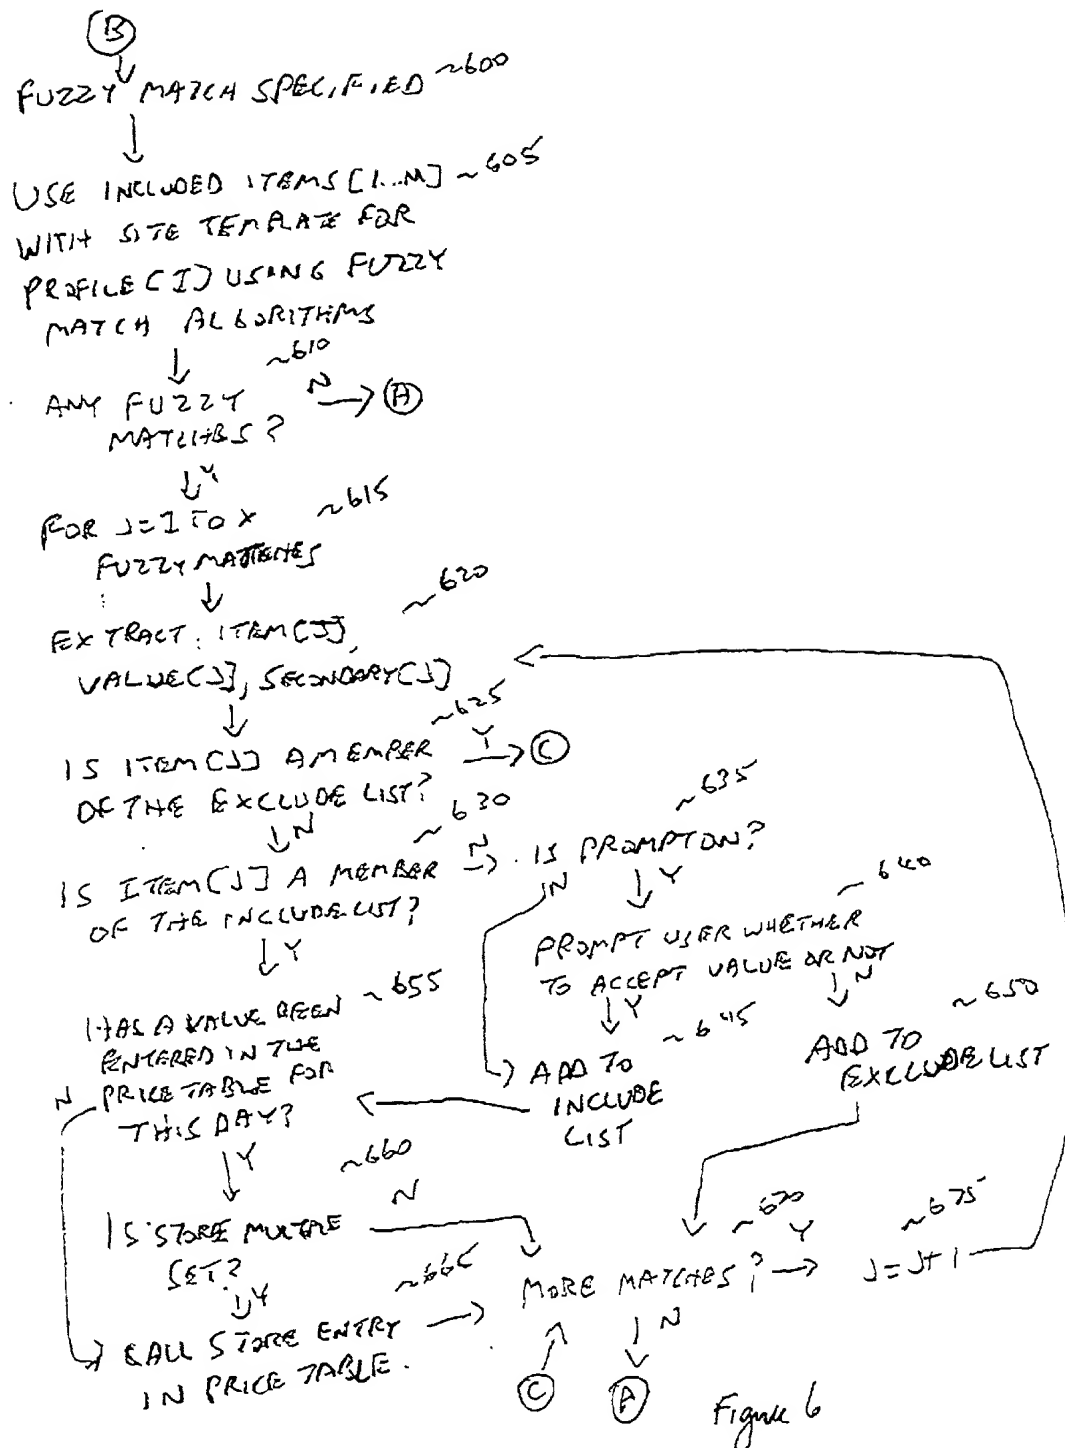 B
FUZZY MATCH SPECIFIED ~600
USE INCLUDED ITEMS [1...M] ~605
WITH SITE TEMPLATE FOR
PROFILE [I] USING FUZZY
MATCH ALGORITHMS
~610
ANY FUZZY N A
MATCHES?
Y
FOR J=1 TO X ~615
FUZZY MATCHES
~620
EXTRACT: ITEM[J],
VALUE[J], SECONDARY[J]
~625
IS ITEM[J] A MEMBER Y C
OF THE EXCLUDE LIST?
N ~630 ~635
IS ITEM[J] A MEMBER N IS PROMPT ON?
OF THE INCLUDE LIST? N Y ~640
Y PROMPT USER WHETHER
TO ACCEPT VALUE OR NOT
HAS A VALUE BEEN ~655 Y N
ENTERED IN THE ~645 ~650
N PRICE TABLE FOR ADD TO ADD TO
THIS DAY? INCLUDE EXCLUDE LIST
Y LIST
~660
IS STORE MULTIPLE N
SET? ~665 ~670 ~675
Y MORE MATCHES? Y J=J+1
CALL STORE ENTRY N
IN PRICE TABLE.
C A
Figure 6